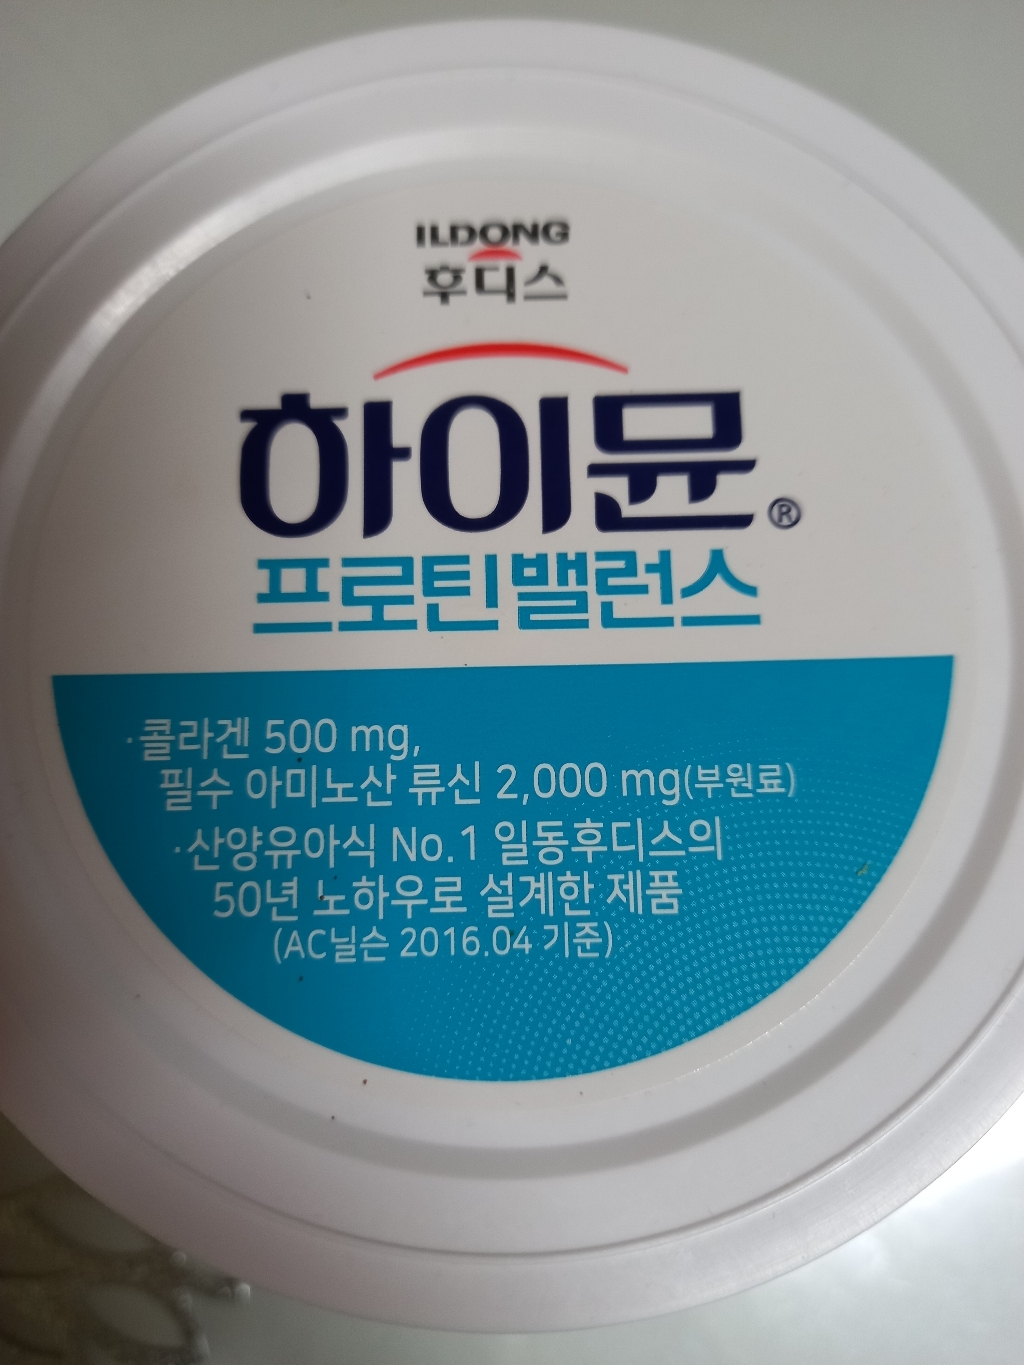 ILDONG
후디스
하이뮨®
프로틴밸런스
·콜라겐 500 mg,
필수 아미노산 류신 2,000 mg(부원료)
·산양유아식 No.1 일동후디스의
50년 노하우로 설계한 제품
(AC닐슨 2016.04 기준)